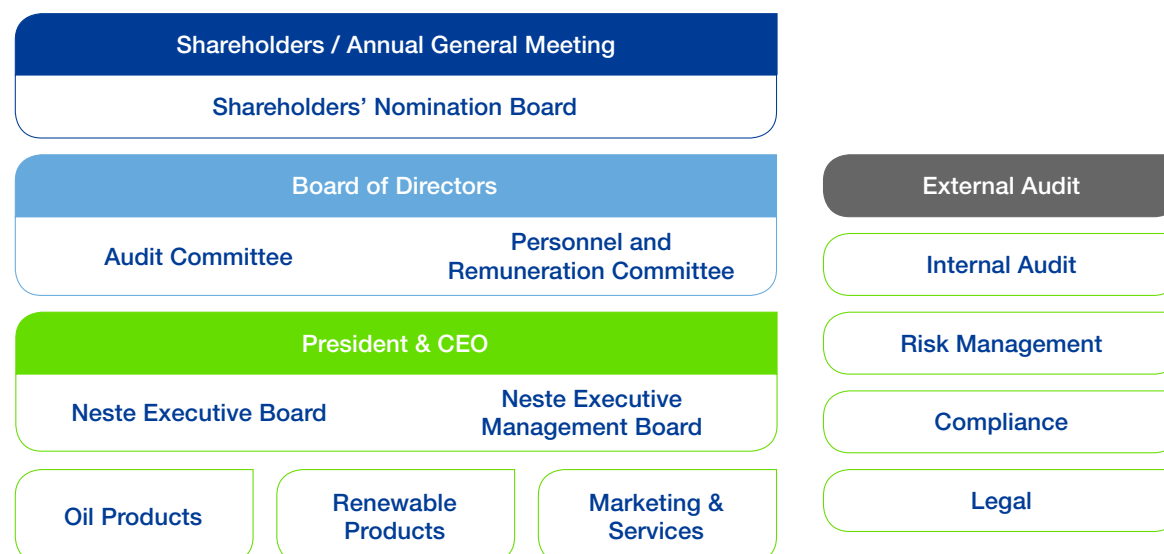 Shareholders / Annual General Meeting
Shareholders’ Nomination Board
Board of Directors
Audit Committee
Personnel and
Remuneration Committee
President & CEO
Neste Executive Board
Neste Executive
Management Board
Oil Products
Renewable
Products
Marketing &
Services
External Audit
Internal Audit
Risk Management
Compliance
Legal